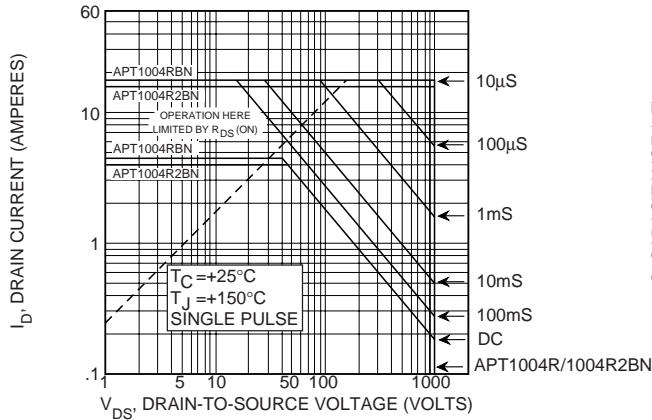 60
APT1004RBN
10µS
APT1004R2BN
10
OPERATION HERE
LIMITED BY RDS (ON)
100µS
APT1004RBN
APT1004R2BN
1mS
1
TC =+25°C
TJ =+150°C
SINGLE PULSE
10mS
100mS
DC
.1
APT1004R/1004R2BN
1 5 10 50 100 1000
VDS, DRAIN-TO-SOURCE VOLTAGE (VOLTS)
ID, DRAIN CURRENT (AMPERES)